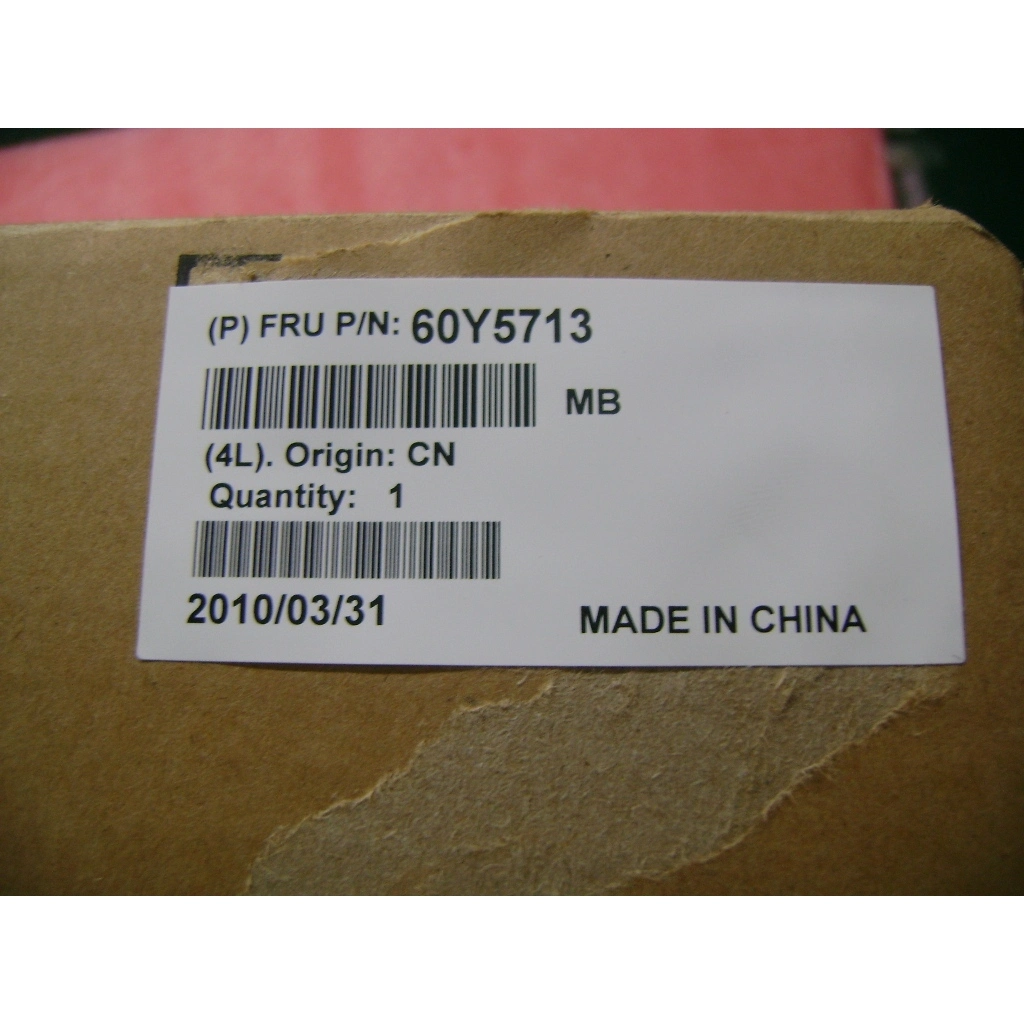 (P) FRU P/N: 60Y5713
MB
(4L). Origin: CN
Quantity: 1
2010/03/31
MADE IN CHINA